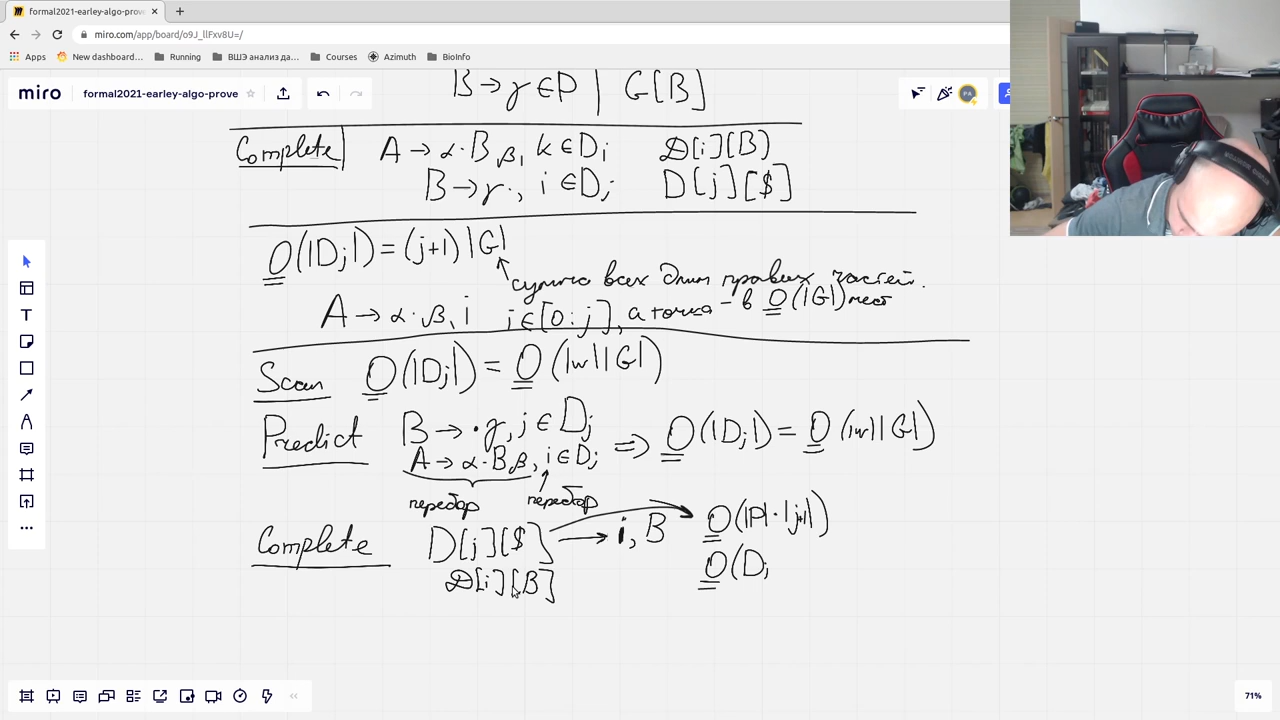 formal2021-earley-algo-prove
miro.com/app/board/o9J_llFxv8U=/
Apps New dashboard... Running ВШЭ анализ да... Courses Azimuth BioInfo
miro formal2021-earley-algo-prove
B → γ ∈ P | G[B]
Complete A → α · B β, k ∈ Di D[i][B]
B → γ ·, i ∈ Dj D[j][$]
O(|Dj|) = (j+1) |G|
сумма всех длин правых частей.
A → α · β, i i ∈ [0 : j], а точка – в O(|G|) мест
Scan O(|Dj|) = O(|w||G|)
Predict B → · γ, j ∈ Dj
A → α · B β, i ∈ Dj ⇒ O(|Dj|) = O(|w||G|)
перебор перебор
Complete D[j][$] → i, B O(|P| · |j+1|)
D[i][B] O(Dj
71%